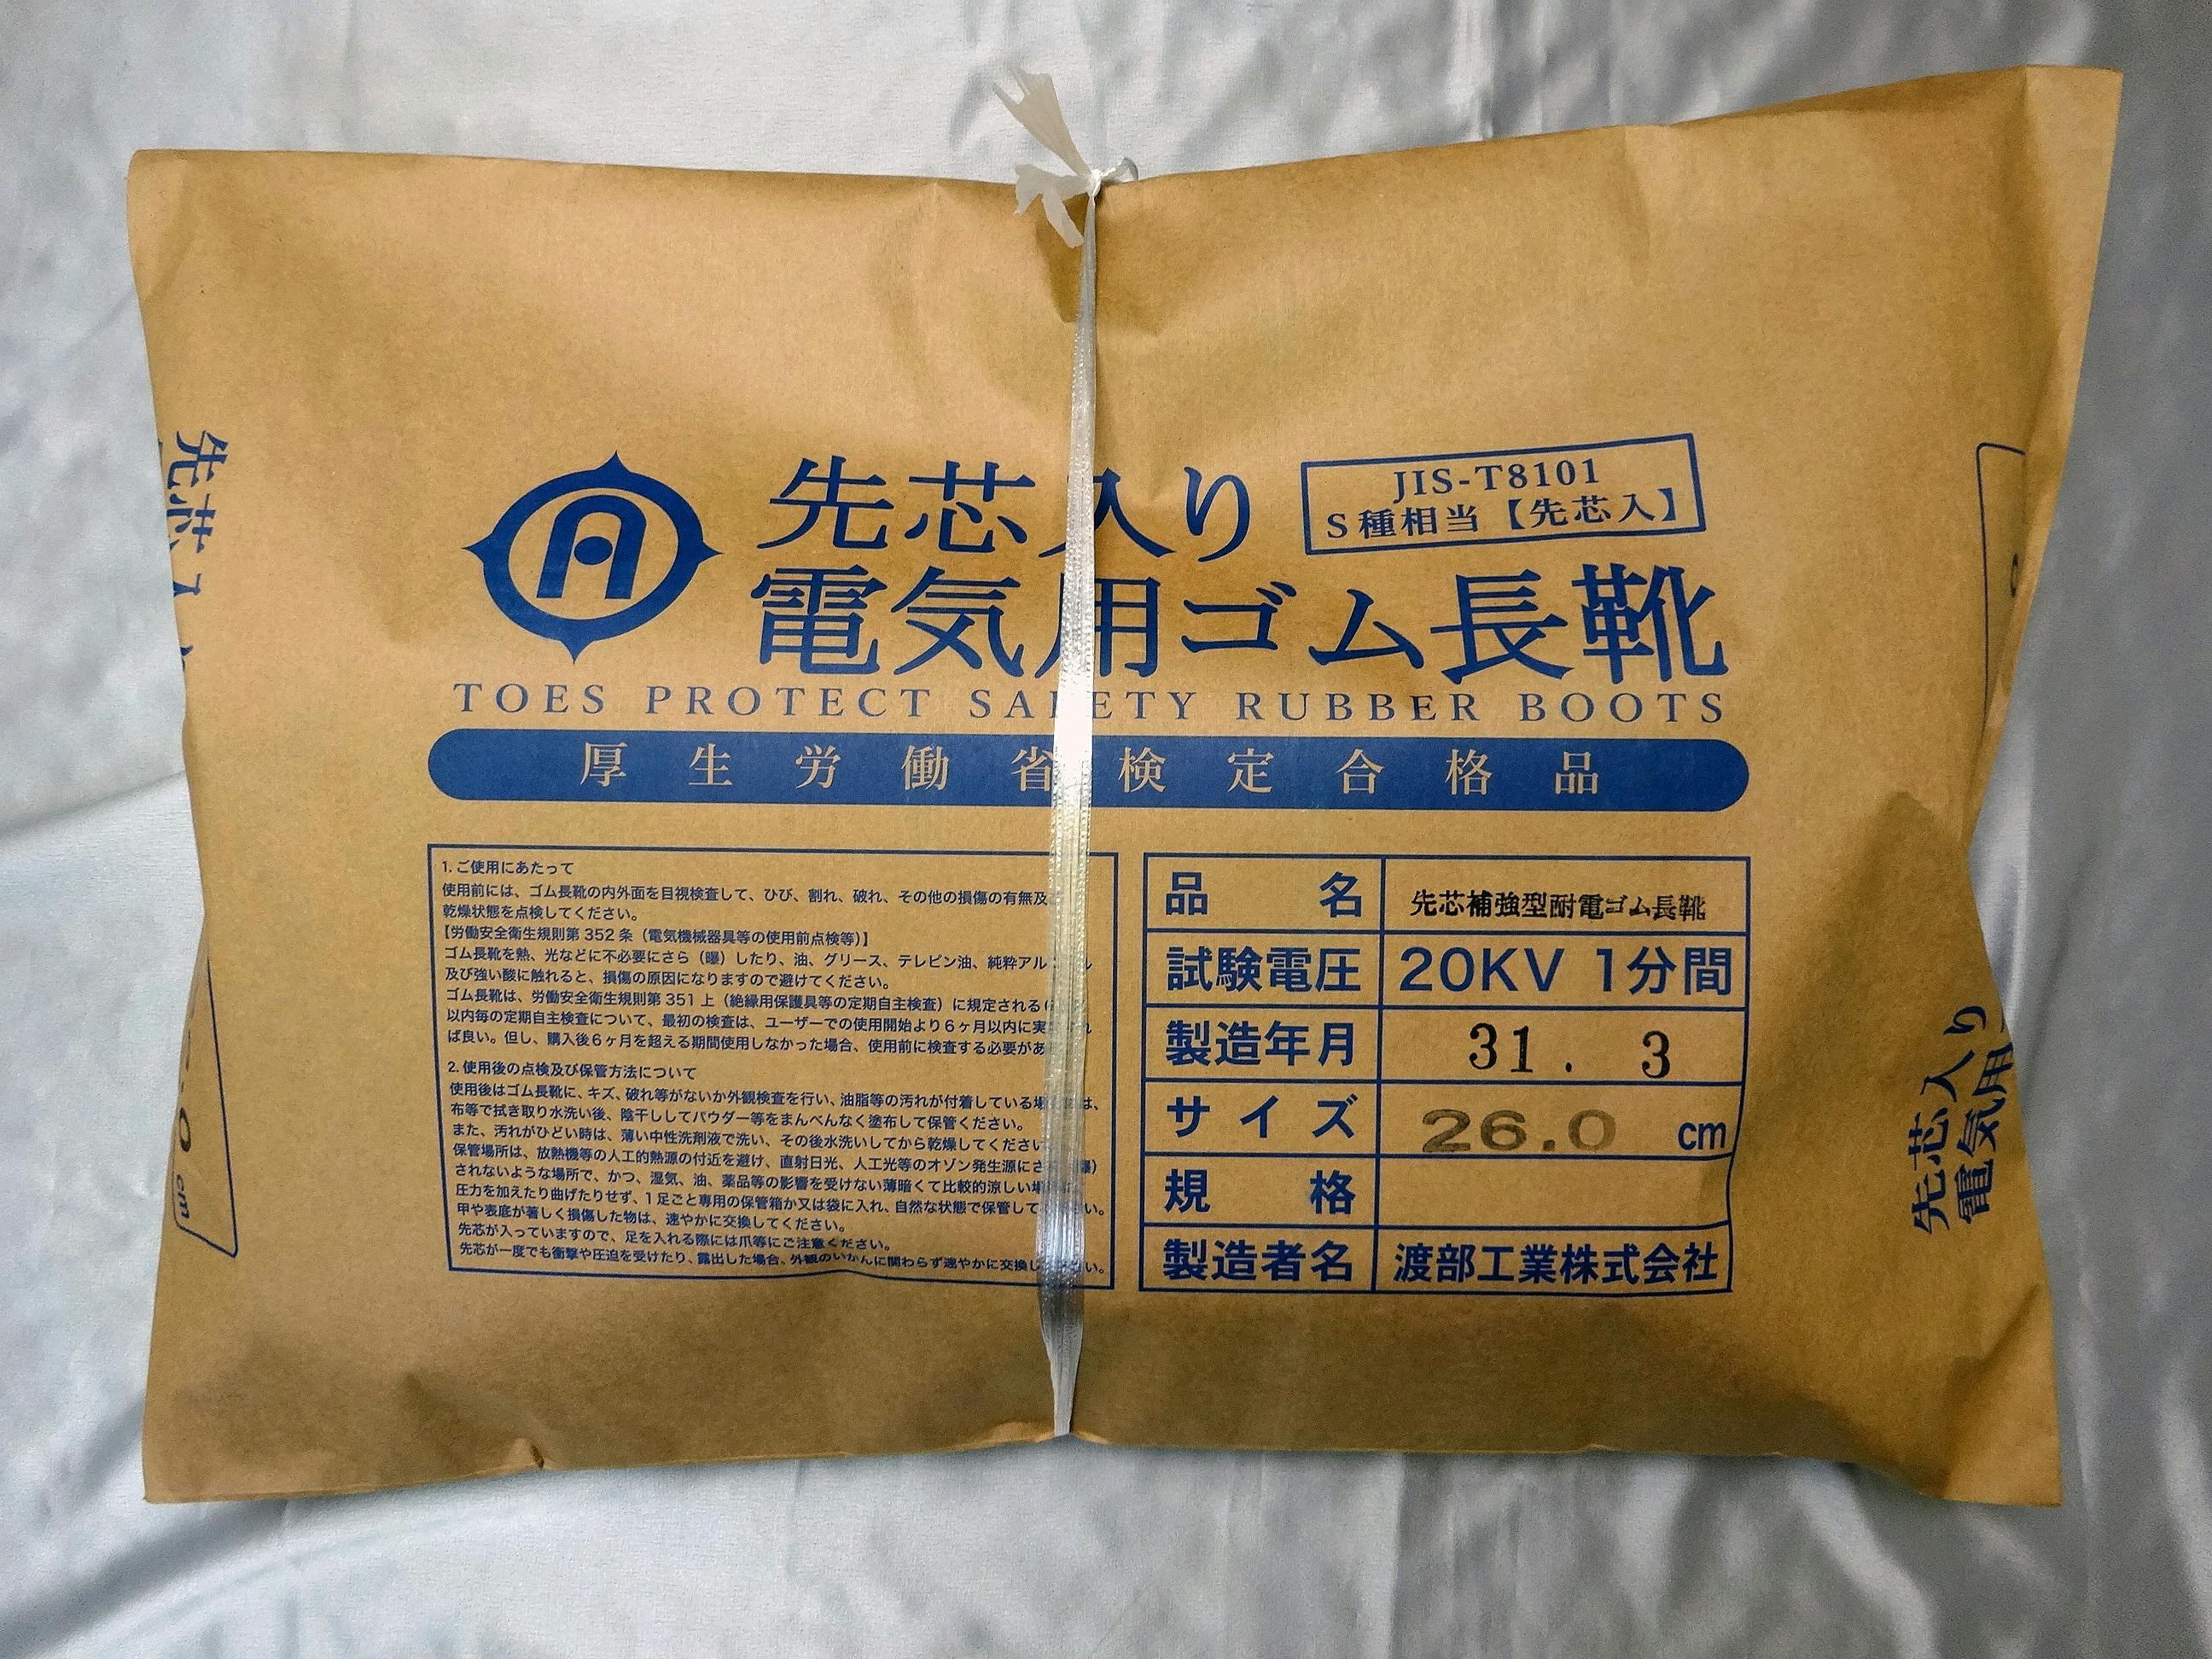 先芯入り
電気用ゴム長靴
JIS-T8101
S種相当【先芯入】
TOES PROTECT SAFETY RUBBER BOOTS
厚生労働省検定合格品
1. ご使用にあたって
使用前には、ゴム長靴の内外面を目視検査して、ひび、割れ、破れ、その他の損傷の有無及
乾燥状態を点検してください。
【労働安全衛生規則第 352 条（電気機械器具等の使用前点検等）】
ゴム長靴を熱、光などに不必要にさら（曝）したり、油、グリース、テレピン油、純粋アル
及び強い酸に触れると、損傷の原因になりますので避けてください。
ゴム長靴は、労働安全衛生規則第 351 上（絶縁用保護具等の定期自主検査）に規定される
以内毎の定期自主検査について、最初の検査は、ユーザーでの使用開始より６ヶ月以内に実
ば良い。但し、購入後６ヶ月を超える期間使用しなかった場合、使用前に検査する必要があ
2. 使用後の点検及び保管方法について
使用後はゴム長靴に、キズ、破れ等がないか外観検査を行い、油脂等の汚れが付着している場 は、
布等で拭き取り水洗い後、陰干ししてパウダー等をまんべんなく塗布して保管ください。
また、汚れがひどい時は、薄い中性洗剤液で洗い、その後水洗いしてから乾燥してください
保管場所は、放熱機等の人工的熱源の付近を避け、直射日光、人工光等のオゾン発生源にさ
されないような場所で、かつ、湿気、油、薬品等の影響を受けない薄暗くて比較的涼しい場
圧力を加えたり曲げたりせず、1 足ごと専用の保管箱か又は袋に入れ、自然な状態で保管して い。
甲や表底が著しく損傷した物は、速やかに交換してください。
先芯が入っていますので、足を入れる際には爪等にご注意ください。
先芯が一度でも衝撃や圧迫を受けたり、露出した場合、外観のいかんに関わらず速やかに交換し い。
品名 先芯補強型耐電ゴム長靴
試験電圧 20KV 1分間
製造年月 31. 3
サイズ 26.0 cm
規格
製造者名 渡部工業株式会社
先芯入り
cm
先芯入り
電気用